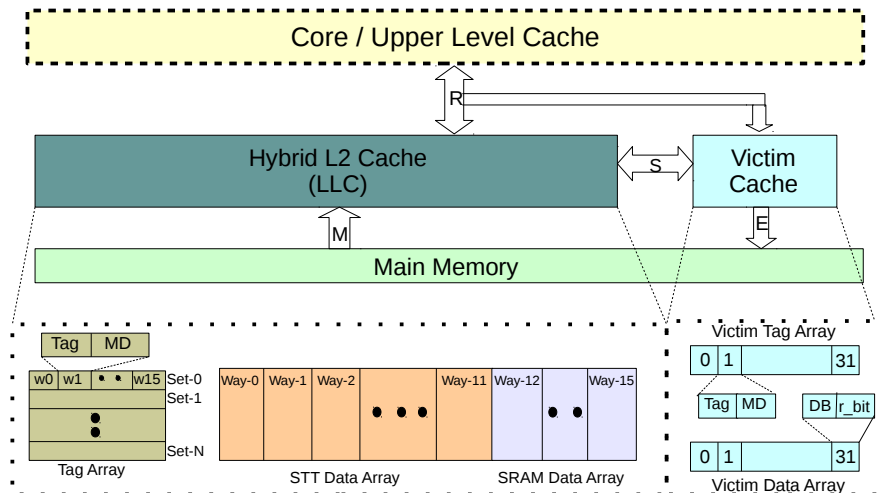 Core / Upper Level Cache
R
Hybrid L2 Cache
(LLC)
S
Victim
Cache
M
E
Main Memory
Tag MD
w0 w1 w15 Set-0
Set-1
Set-N
Tag Array
Way-0 Way-1 Way-2 Way-11 Way-12 Way-15
STT Data Array SRAM Data Array
Victim Tag Array
0 1 31
Tag MD DB r_bit
0 1 31
Victim Data Array